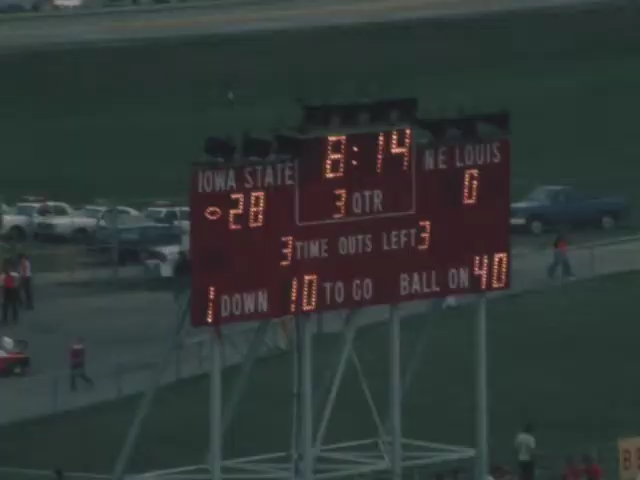 8:14
IOWA STATE NE LOUIS
28 3 QTR 0
3 TIME OUTS LEFT 3
1 DOWN 10 TO GO BALL ON 40